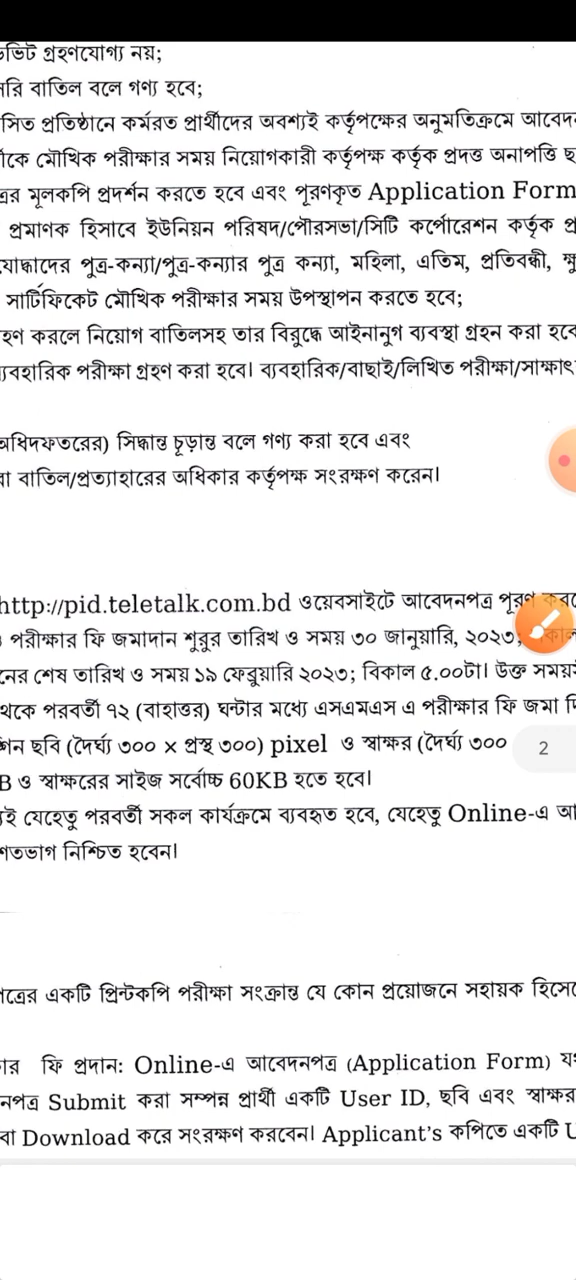 গ্রহণযোগ্য নয়;
বাতিল বলে গণ্য হবে;
প্রতিষ্ঠানে কর্মরত প্রার্থীদের অবশ্যই কর্তৃপক্ষের অনুমতিক্রমে
মৌখিক পরীক্ষার সময় নিয়োগকারী কর্তৃপক্ষ কর্তৃক প্রদত্ত অনাপত্তি
মূলকপি প্রদর্শন করতে হবে এবং পূরণকৃত Application Form
প্রমাণক হিসাবে ইউনিয়ন পরিষদ/পৌরসভা/সিটি কর্পোরেশন কর্তৃক
পুত্র-কন্যা/পুত্র-কন্যার পুত্র কন্যা, মহিলা, এতিম, প্রতিবন্ধী,
সার্টিফিকেট মৌখিক পরীক্ষার সময় উপস্থাপন করতে হবে;
করলে নিয়োগ বাতিলসহ তার বিরুদ্ধে আইনানুগ ব্যবস্থা গ্রহন করা
পরীক্ষা গ্রহণ করা হবে। ব্যবহারিক/বাছাই/লিখিত পরীক্ষা/সাক্ষাৎ
অধিদফতরের) সিদ্ধান্ত চূড়ান্ত বলে গণ্য করা হবে এবং
বা বাতিল/প্রত্যাহারের অধিকার কর্তৃপক্ষ সংরক্ষণ করেন।
http://pid.teletalk.com.bd ওয়েবসাইটে আবেদনপত্র পূরণ
পরীক্ষার ফি জমাদান শুরুর তারিখ ও সময় ৩০ জানুয়ারি, ২০২৩;
শেষ তারিখ ও সময় ১৯ ফেব্রুয়ারি ২০২৩; বিকাল ৫.০০টা। উক্ত
থেকে পরবর্তী ৭২ (বাহাত্তর) ঘন্টার মধ্যে এসএমএস এ পরীক্ষার ফি জমা
ছবি (দৈর্ঘ্য ৩০০ × প্রস্থ ৩০০) pixel ও স্বাক্ষর (দৈর্ঘ্য ৩০০
2
B ও স্বাক্ষরের সাইজ সর্বোচ্চ 60KB হতে হবে।
যেহেতু পরবর্তী সকল কার্যক্রমে ব্যবহৃত হবে, যেহেতু Online-এ
শতভাগ নিশ্চিত হবেন।
একটি প্রিন্টকপি পরীক্ষা সংক্রান্ত যে কোন প্রয়োজনে সহায়ক
ফি প্রদান: Online-এ আবেদনপত্র (Application Form)
Submit করা সম্পন্ন প্রার্থী একটি User ID, ছবি এবং স্বাক্ষর
বা Download করে সংরক্ষণ করবেন। Applicant's কপিতে একটি